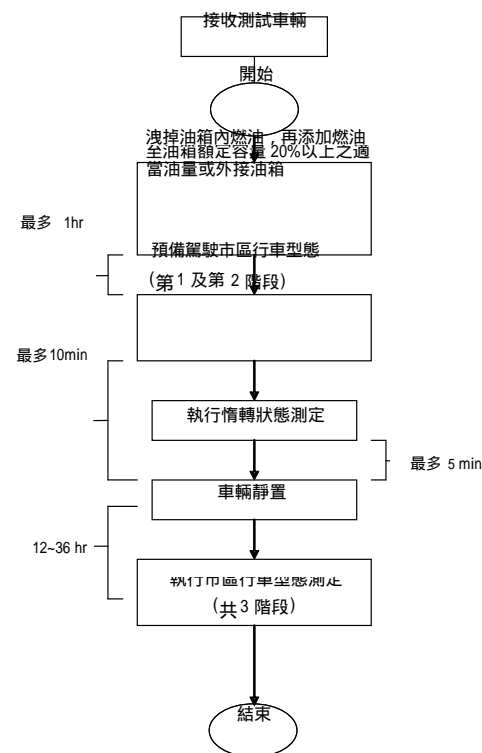 接收測試車輛
開始
洩掉油箱內燃油,再添加燃油
至油箱額定容量 20%以上之適
當油量或外接油箱
最多 1hr
預備駕駛市區行車型態
(第 1 及第 2 階段)
最多10min
執行惰轉狀態測定
最多 5 min
車輛靜置
12~36 hr
執行市區行車型態測定
(共 3 階段)
結束